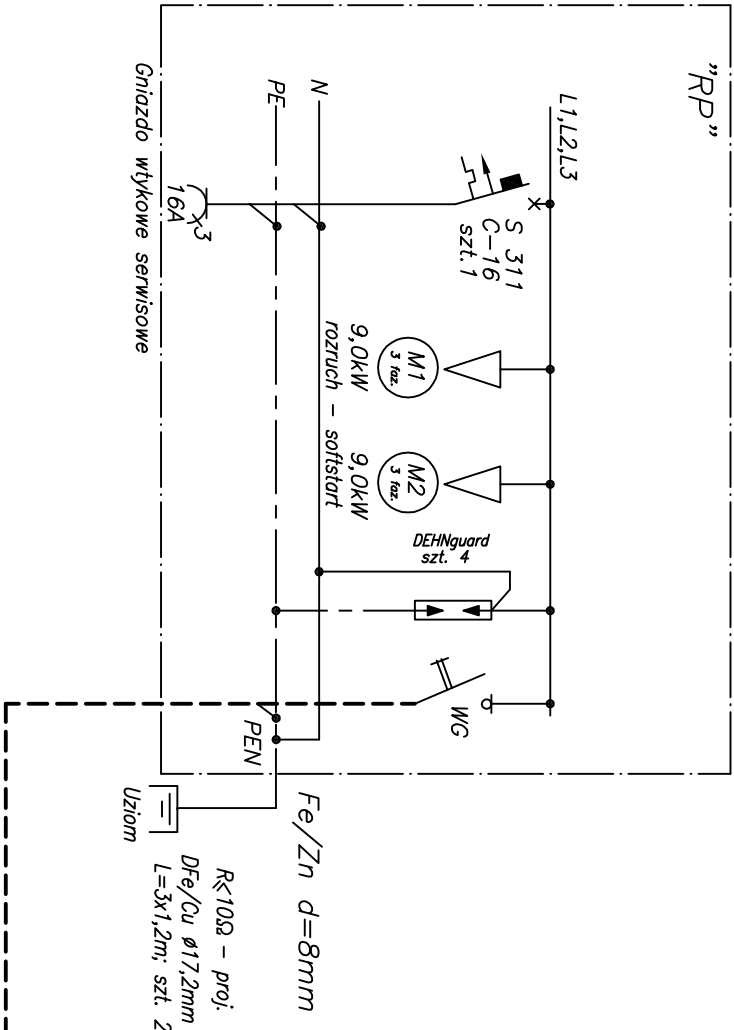 "RP"
L1,L2,L3
N
PE
S 311
C-16
szt.1
3
16A
Gniazdo wtykowe serwisowe
M1
3 faz.
9,0kW
M2
3 faz.
9,0kW
rozruch - softstart
DEHNguard
szt. 4
WG
PEN
Uziom
Fe/Zn d=8mm
R≤10Ω - proj.
DFe/Cu ø17,2mm
L=3x1,2m; szt. 2